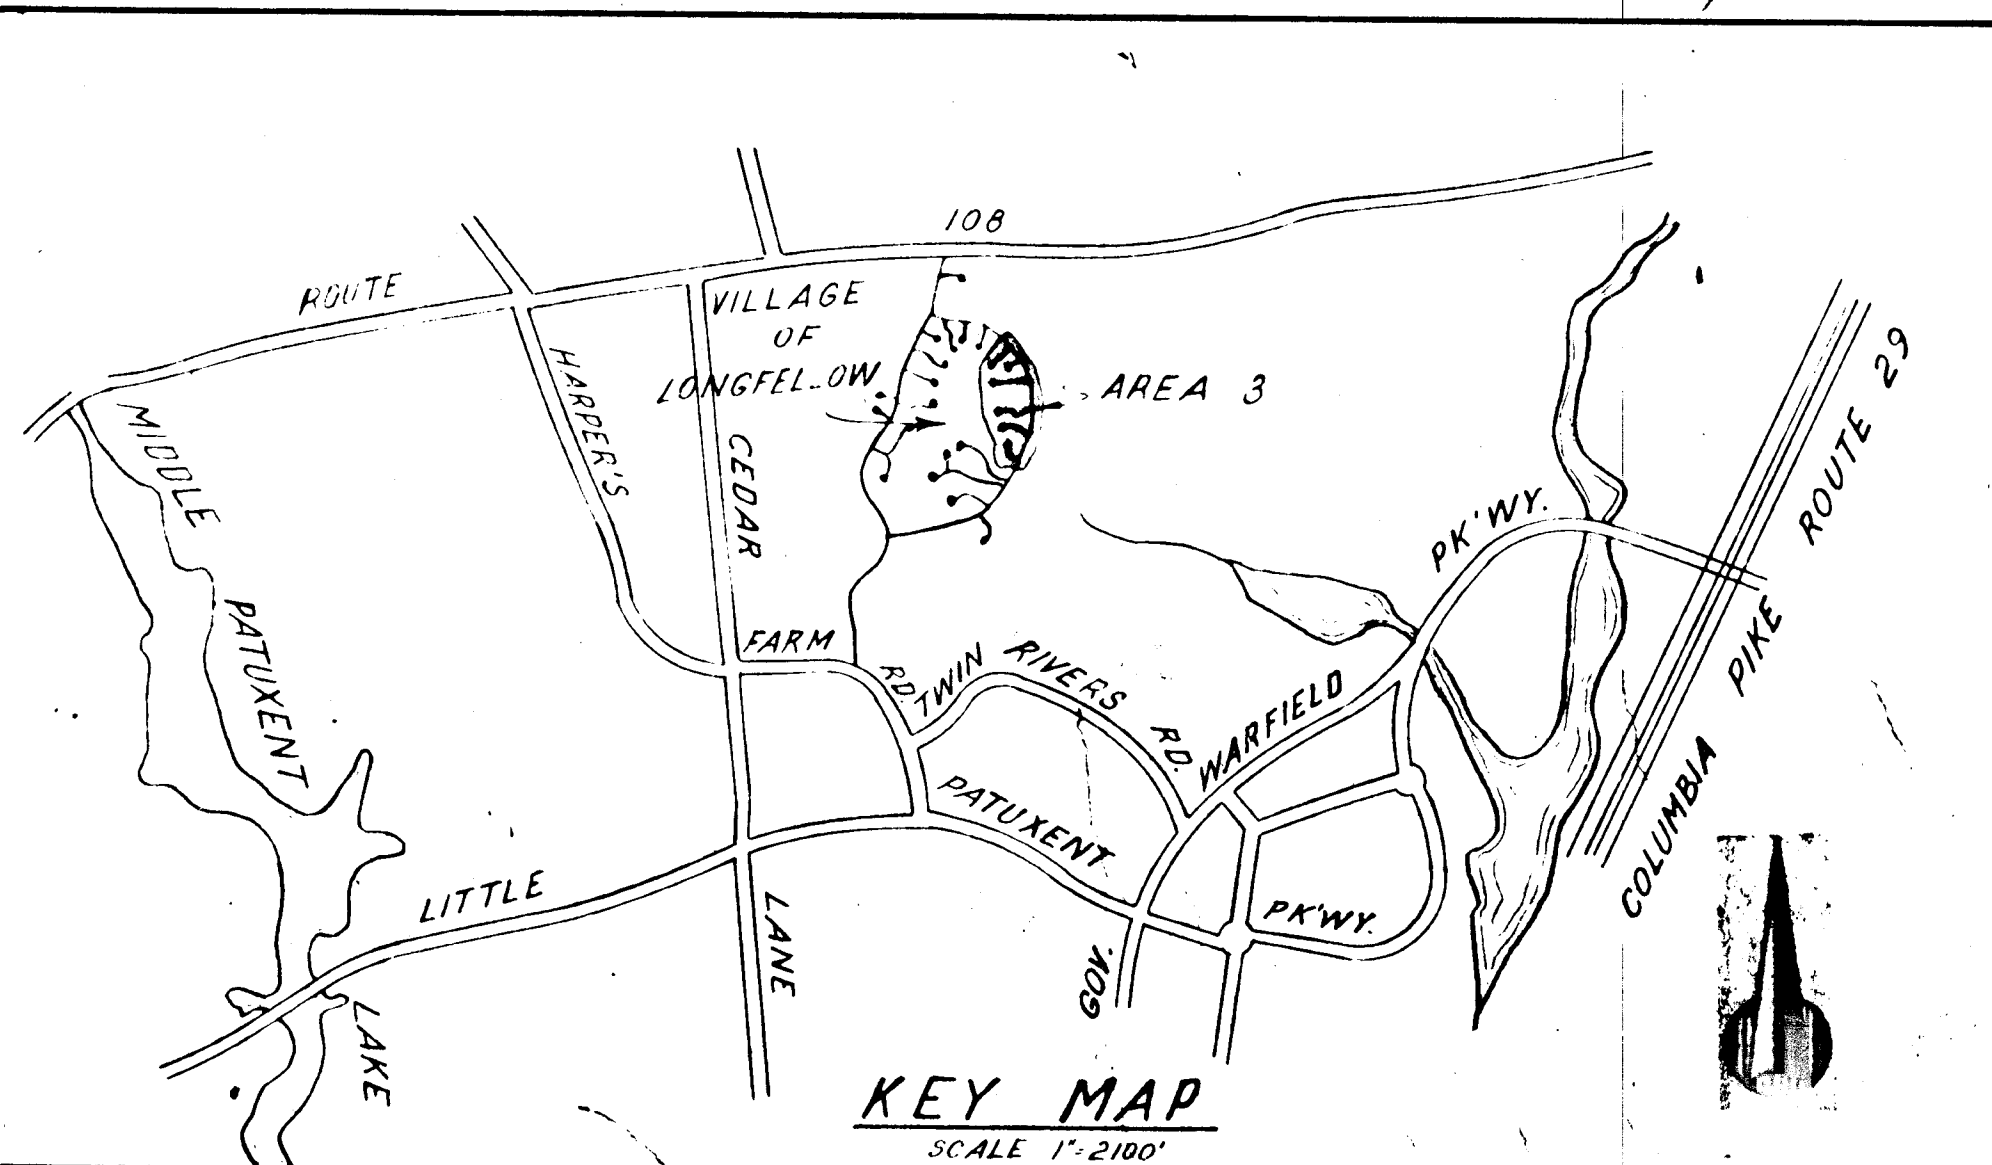 108
ROUTE
VILLAGE
OF
LONGFEL_OW
AREA 3
HARPER'S
FARM
RD.
CEDAR
LANE
MIDDLE
PATUXENT
LAKE
TWIN RIVERS RD.
LITTLE
PATUXENT
PK'WY.
GOV.
WARFIELD
PK'WY.
COLUMBIA PIKE
ROUTE 29
KEY MAP
SCALE 1"=2100'